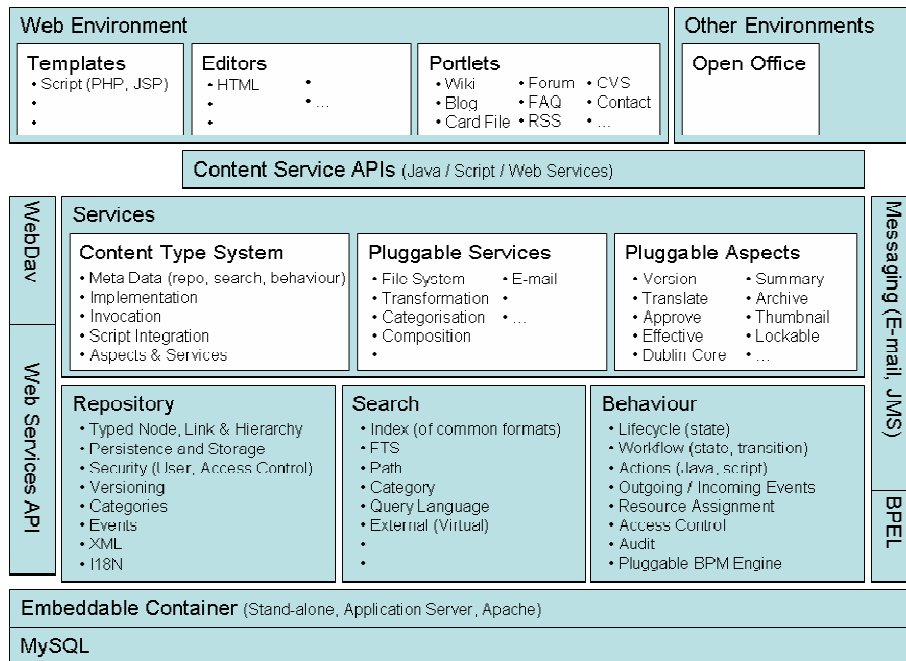 Web Environment
Templates
• Script (PHP, JSP)
•
•
Editors
• HTML
•
•
•
• ...
Portlets
• Wiki
• Blog
• Card File
• Forum
• FAQ
• RSS
• CVS
• Contact
• ...
Other Environments
Open Office
Content Service APIs (Java / Script / Web Services)
WebDav
Web Services API
Services
Content Type System
• Meta Data (repo, search, behaviour)
• Implementation
• Invocation
• Script Integration
• Aspects & Services
Pluggable Services
• File System
• Transformation
• Categorisation
• Composition
•
• E-mail
•
• ...
Pluggable Aspects
• Version
• Translate
• Approve
• Effective
• Dublin Core
• Summary
• Archive
• Thumbnail
• Lockable
• ...
Messaging (E-mail, JMS)
BPEL
Repository
• Typed Node, Link & Hierarchy
• Persistence and Storage
• Security (User, Access Control)
• Versioning
• Categories
• Events
• XML
• I18N
Search
• Index (of common formats)
• FTS
• Path
• Category
• Query Language
• External (Virtual)
•
•
Behaviour
• Lifecycle (state)
• Workflow (state, transition)
• Actions (Java, script)
• Outgoing / Incoming Events
• Resource Assignment
• Access Control
• Audit
• Pluggable BPM Engine
Embeddable Container (Stand-alone, Application Server, Apache)
MySQL